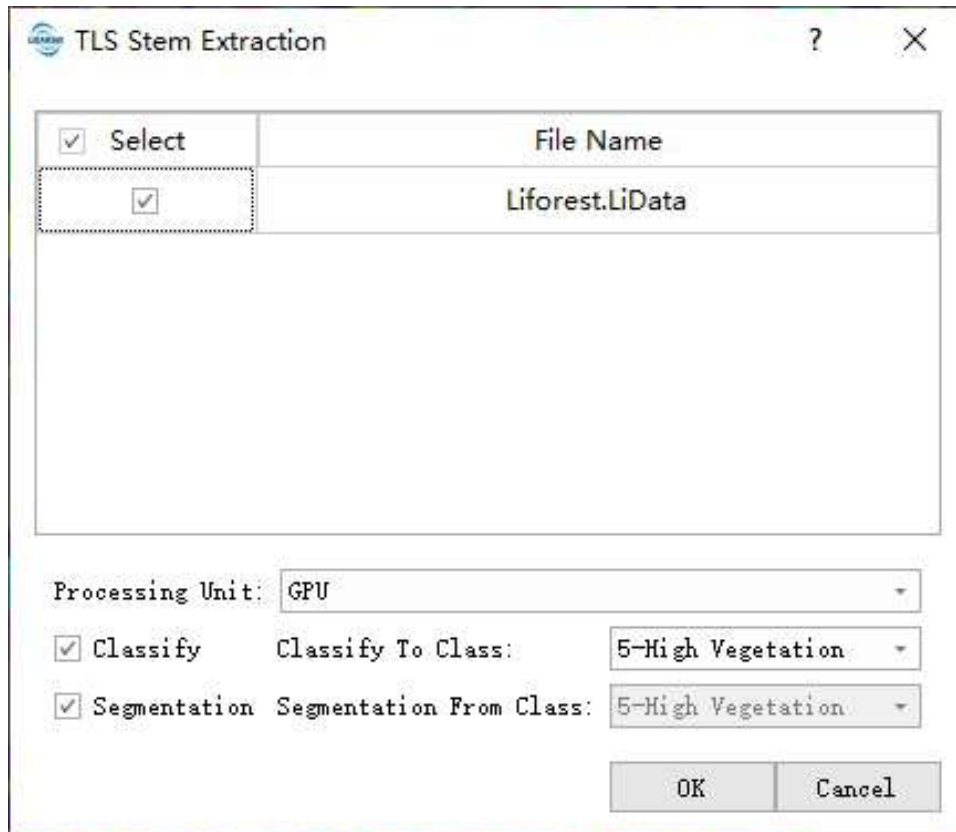 TLS Stem Extraction ? ×
Select File Name
Liforest.LiData
Processing Unit: GPU
Classify Classify To Class: 5-High Vegetation
Segmentation Segmentation From Class: 5-High Vegetation
OK Cancel